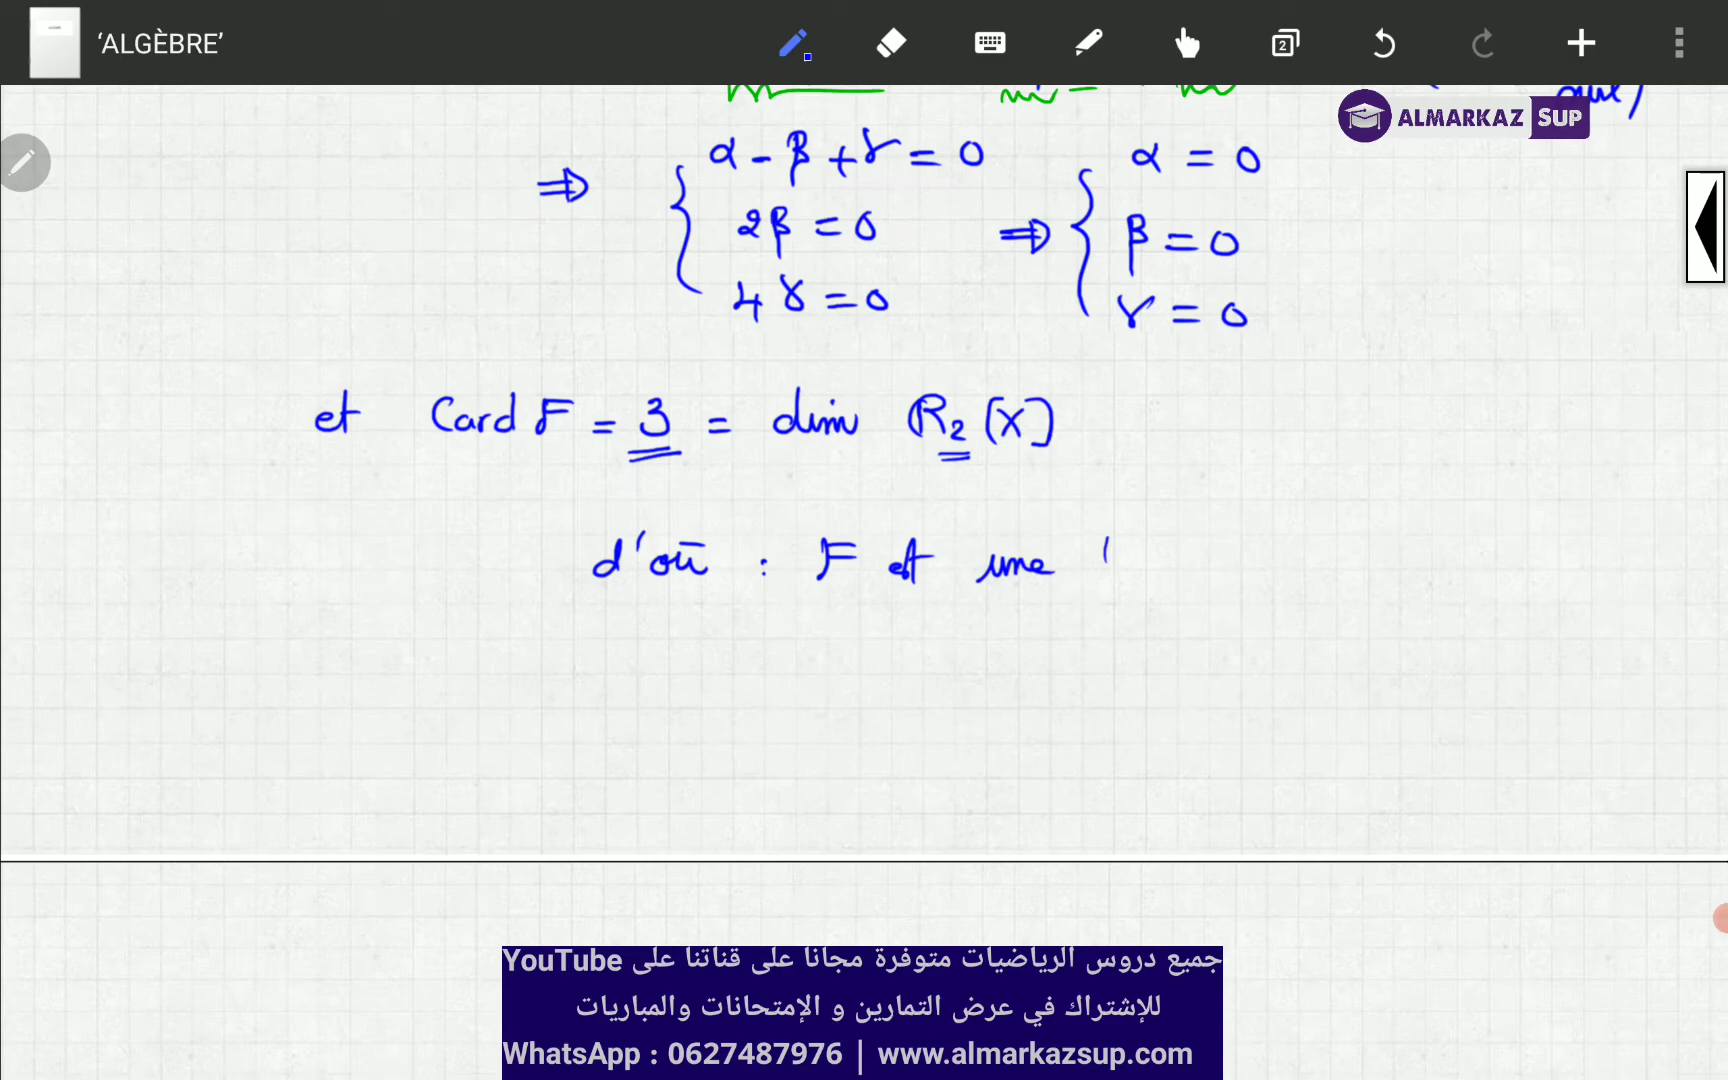 ‘ALGÈBRE’
2
ALMARKAZ SUP
⇒ { α - β + γ = 0 ⇒ { α = 0
2β = 0 β = 0
4γ = 0 γ = 0
et Card F = 3 = dim R₂[X]
d'où : F est une
جميع دروس الرياضيات متوفرة مجانا على قناتنا على YouTube
للإشتراك في عرض التمارين و الإمتحانات والمباريات
WhatsApp : 0627487976 | www.almarkazsup.com